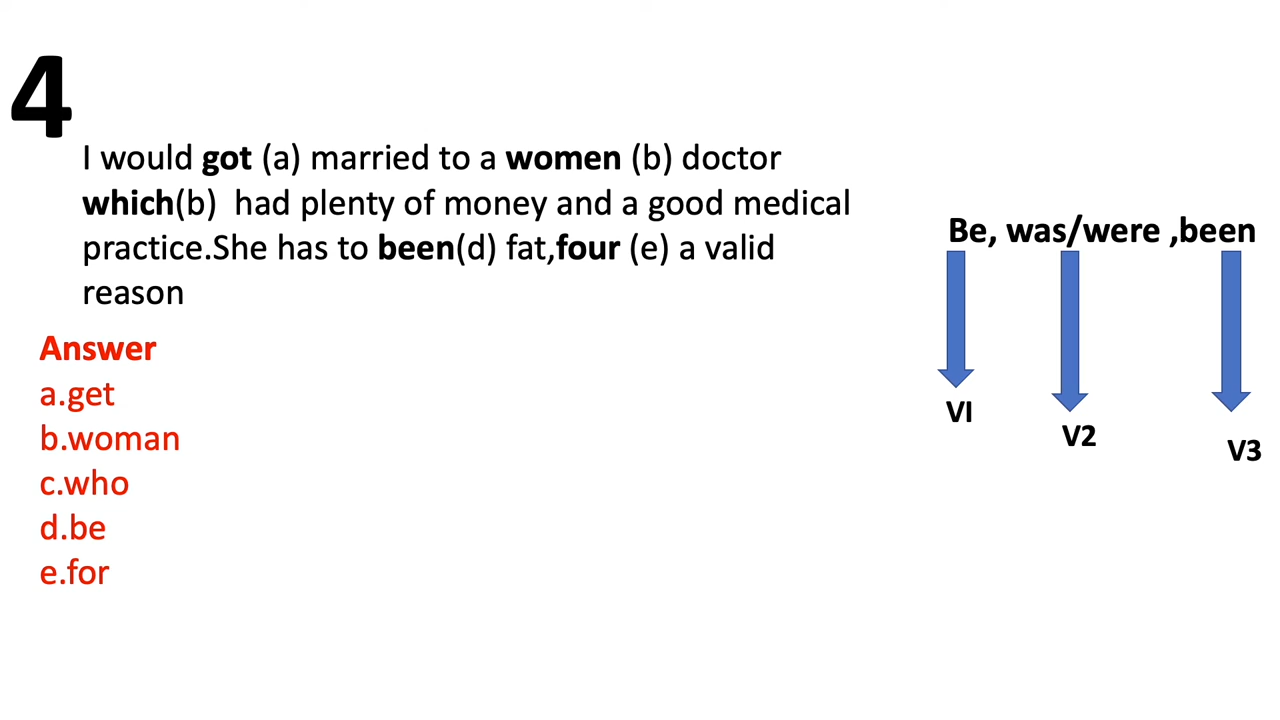 4
I would got (a) married to a women (b) doctor
which(b)  had plenty of money and a good medical
practice.She has to been(d) fat,four (e) a valid
reason
Answer
a.get
b.woman
c.who
d.be
e.for
Be, was/were ,been
VI
V2
V3